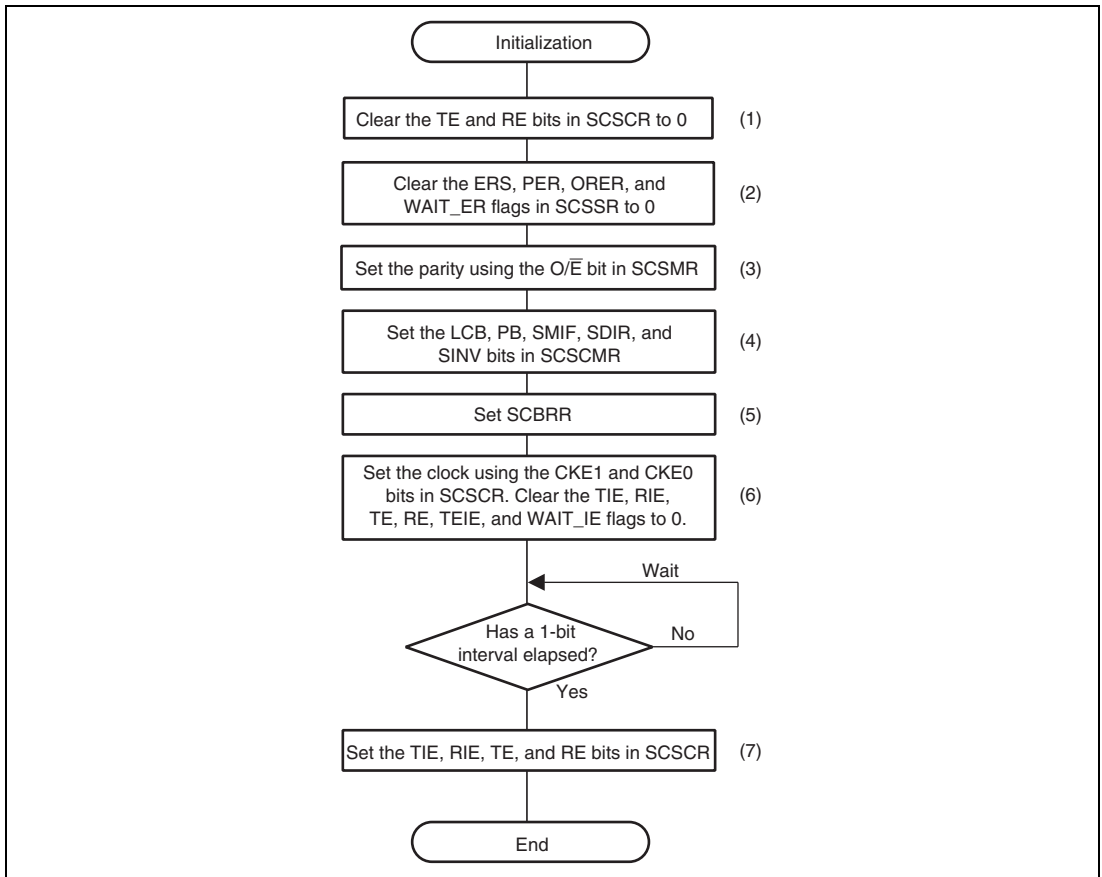 Initialization
Clear the TE and RE bits in SCSCR to 0
(1)
Clear the ERS, PER, ORER, and
WAIT_ER flags in SCSSR to 0
(2)
Set the parity using the O/E̅ bit in SCSMR
(3)
Set the LCB, PB, SMIF, SDIR, and
SINV bits in SCSCMR
(4)
Set SCBRR
(5)
Set the clock using the CKE1 and CKE0
bits in SCSCR. Clear the TIE, RIE,
TE, RE, TEIE, and WAIT_IE flags to 0.
(6)
Wait
Has a 1-bit
interval elapsed?
No
Yes
Set the TIE, RIE, TE, and RE bits in SCSCR
(7)
End